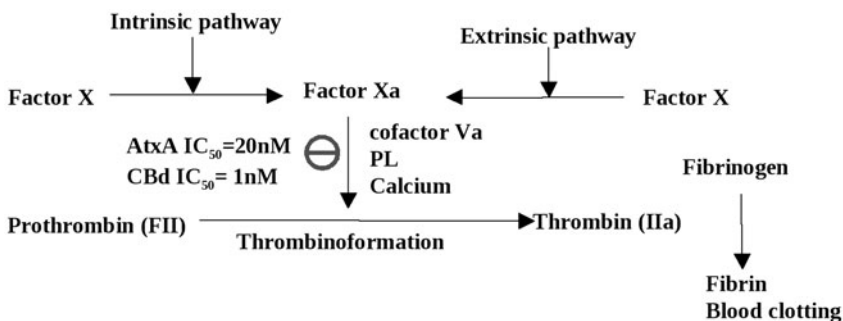 Intrinsic pathway
Extrinsic pathway
Factor X
Factor Xa
Factor X
AtxA IC50=20nM
CBd IC50= 1nM
cofactor Va
PL
Calcium
Fibrinogen
Prothrombin (FII)
Thrombinoformation
Thrombin (IIa)
Fibrin
Blood clotting